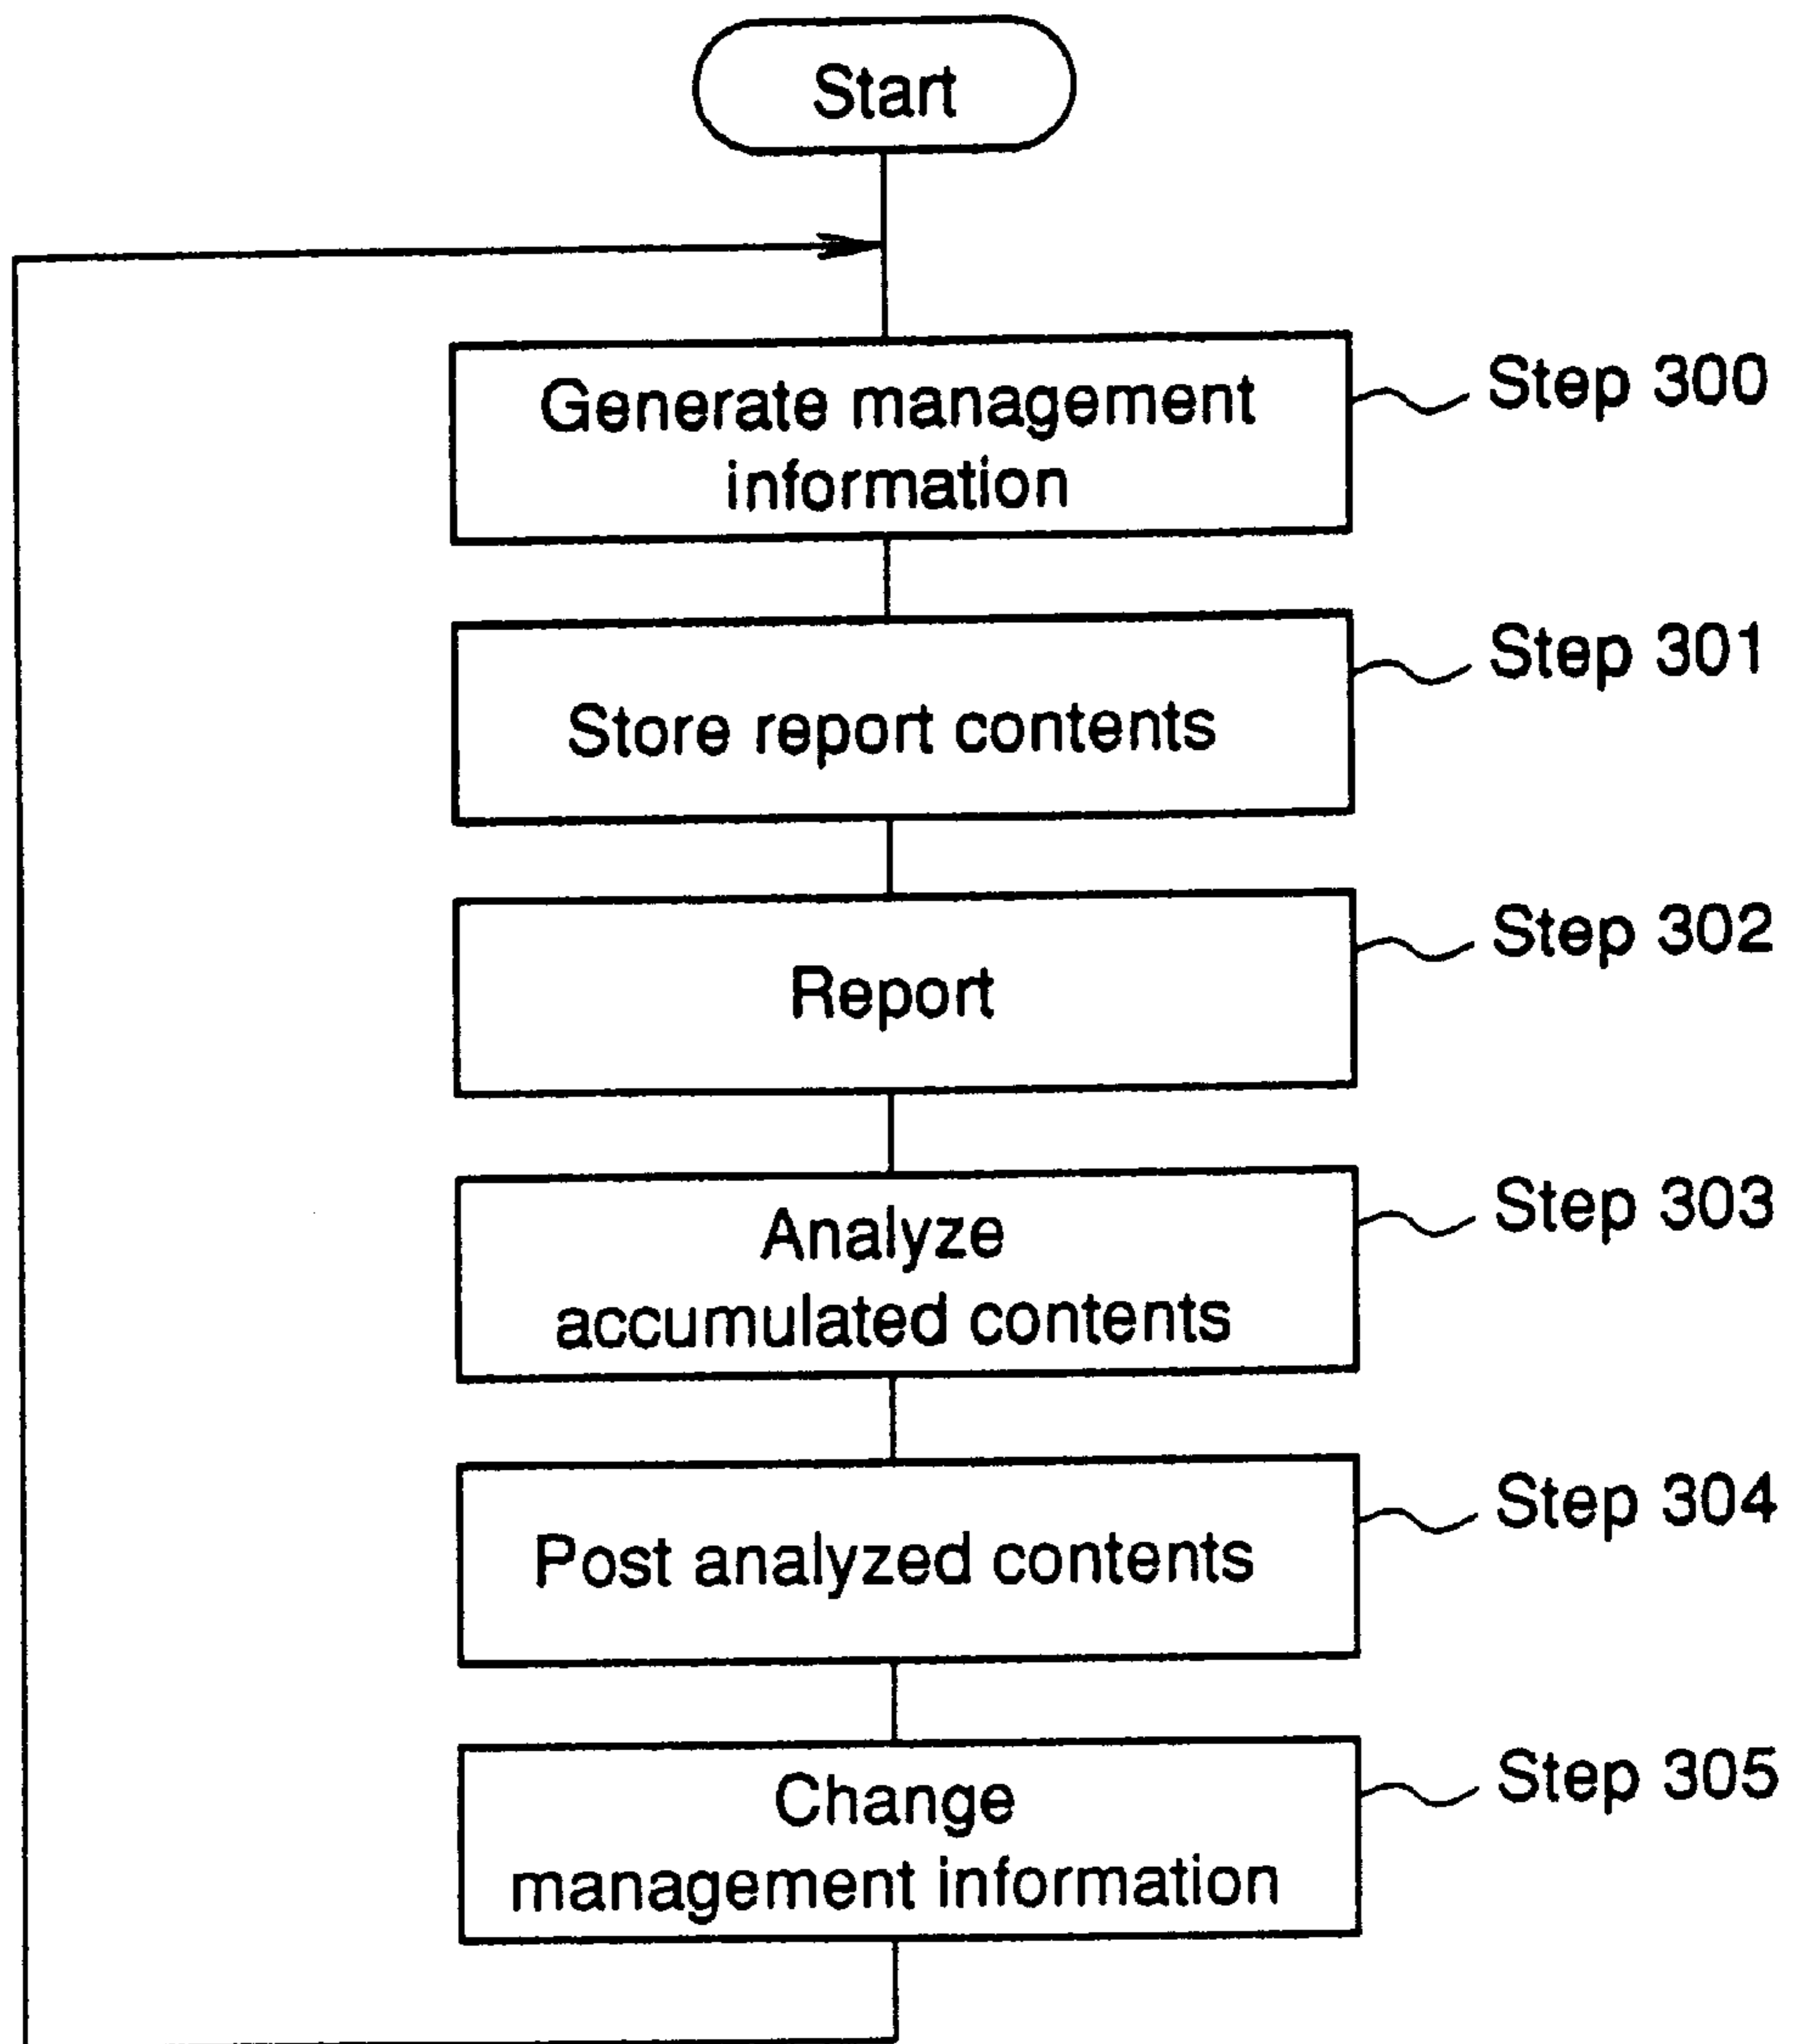 Start
Generate management
information
Step 300
Store report contents
Step 301
Report
Step 302
Analyze
accumulated contents
Step 303
Post analyzed contents
Step 304
Change
management information
Step 305